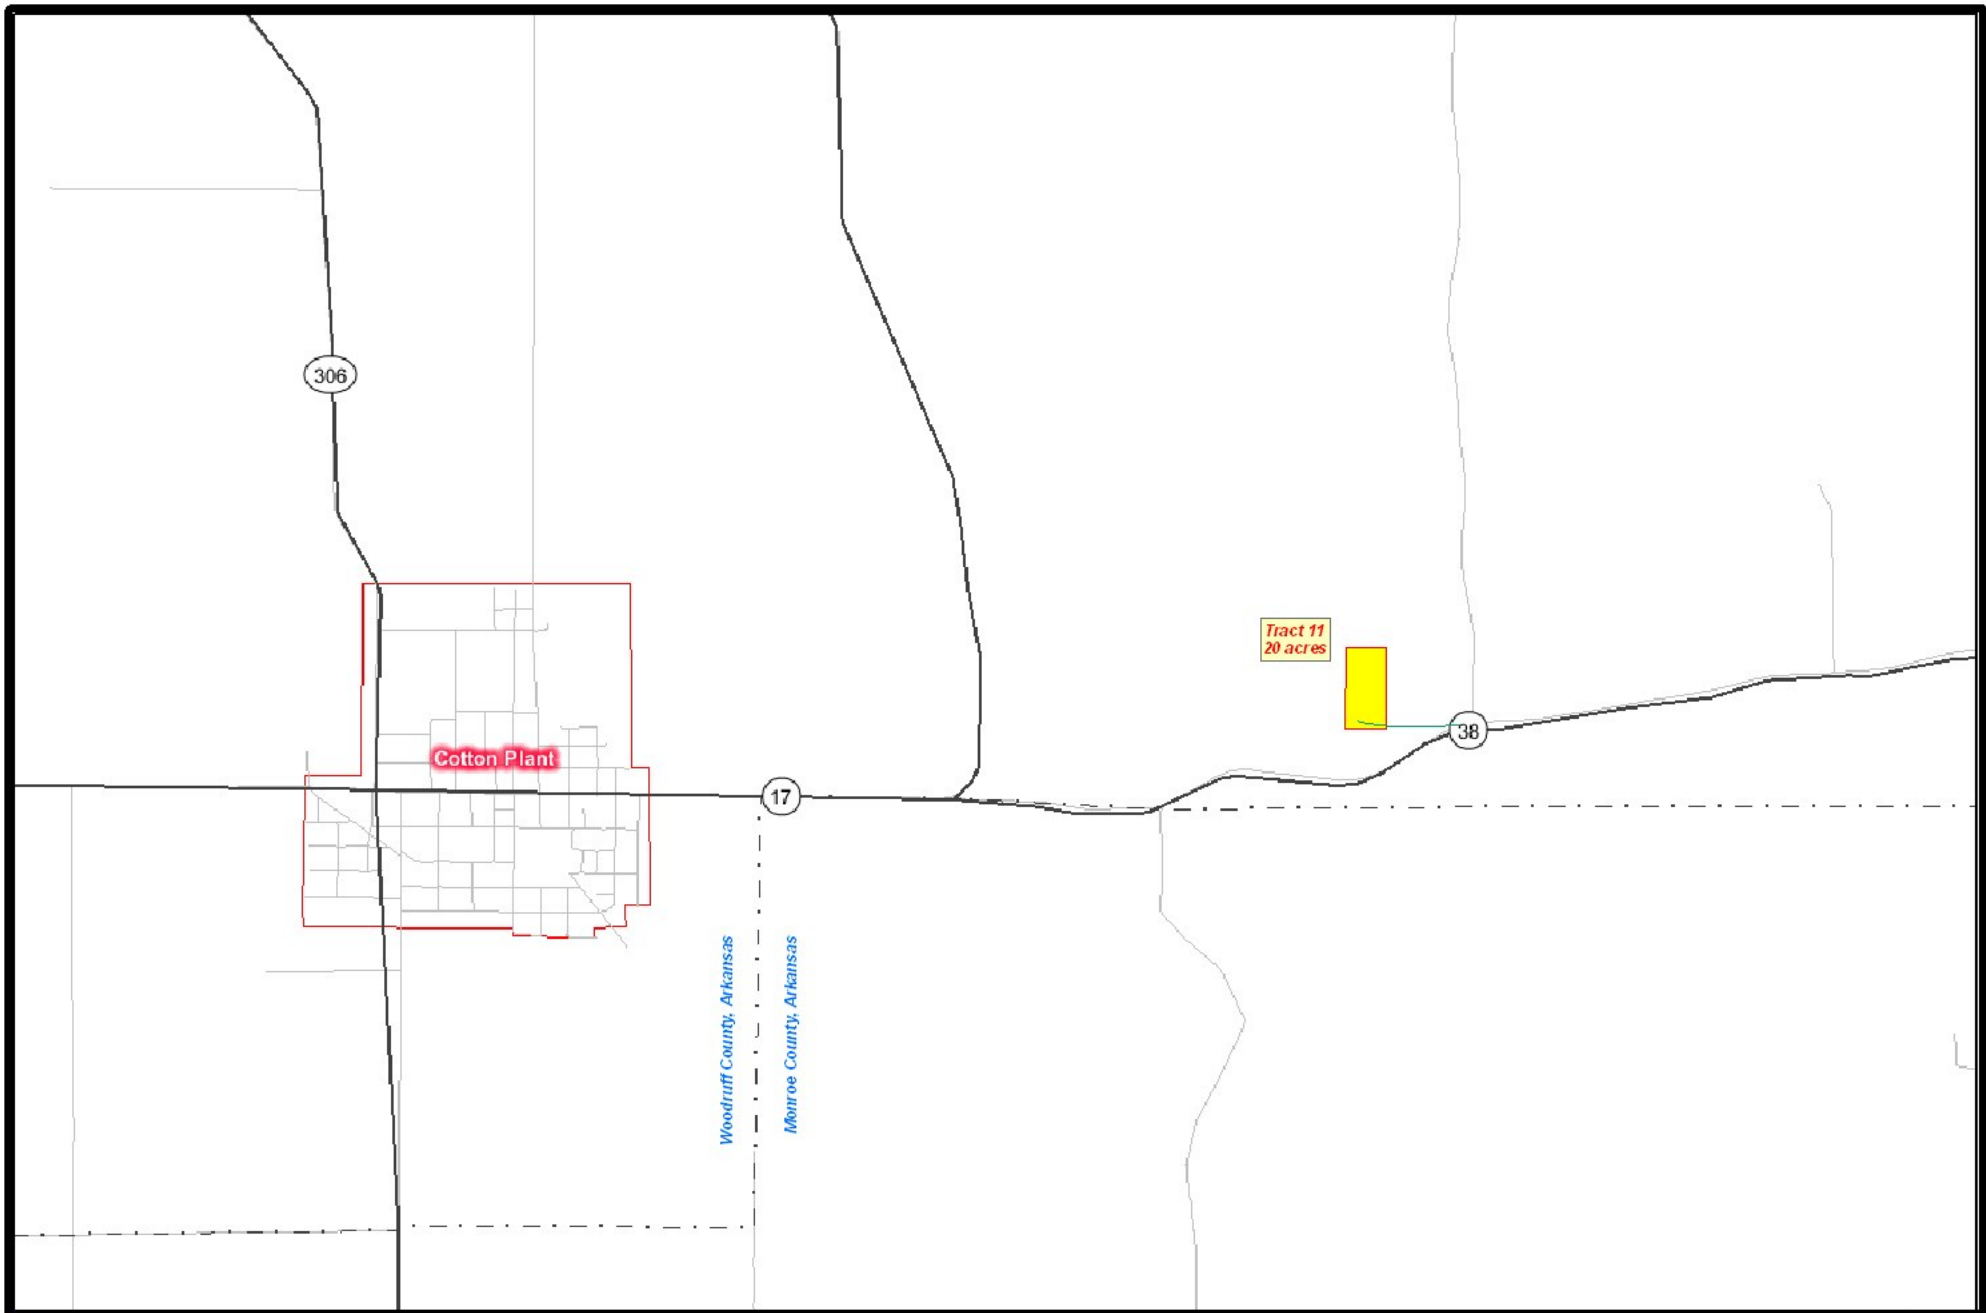 306
Tract 11
20 acres
38
Cotton Plant
17
Woodruff County, Arkansas
Monroe County, Arkansas